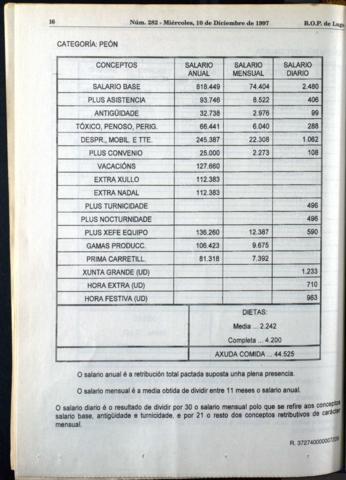 16 Núm. 282 - Miércoles, 10 de Diciembre de 1997 B.O.P. de Lugo
CATEGORÍA: PEÓN
CONCEPTOS SALARIO ANUAL SALARIO MENSUAL SALARIO DIARIO
SALARIO BASE 818.449 74.404 2.480
PLUS ASISTENCIA 93.746 8.522 406
ANTIGÜIDADE 32.738 2.976 99
TÓXICO, PENOSO, PERIG. 66.441 6.040 288
DESPR., MOBIL. E TTE. 245.387 22.308 1.062
PLUS CONVENIO 25.000 2.273 108
VACACIÓNS 127.660
EXTRA XULLO 112.383
EXTRA NADAL 112.383
PLUS TURNICIDADE 496
PLUS NOCTURNIDADE 496
PLUS XEFE EQUIPO 136.260 12.387 590
GAMAS PRODUCC. 106.423 9.675
PRIMA CARRETILL. 81.318 7.392
XUNTA GRANDE (UD) 1.233
HORA EXTRA (UD) 710
HORA FESTIVA (UD) 963
DIETAS:
Media ... 2.242
Completa ... 4.200
AXUDA COMIDA ... 44.525
O salario anual é a retribución total pactada suposta unha plena presencia.
O salario mensual é a media obtida de dividir entre 11 meses o salario anual.
O salario diario é o resultado de dividir por 30 o salario mensual polo que se refire aos conceptos
salario base, antigüidade e turnicidade, e por 21 o resto dos conceptos retributivos de carácter
mensual.
R.